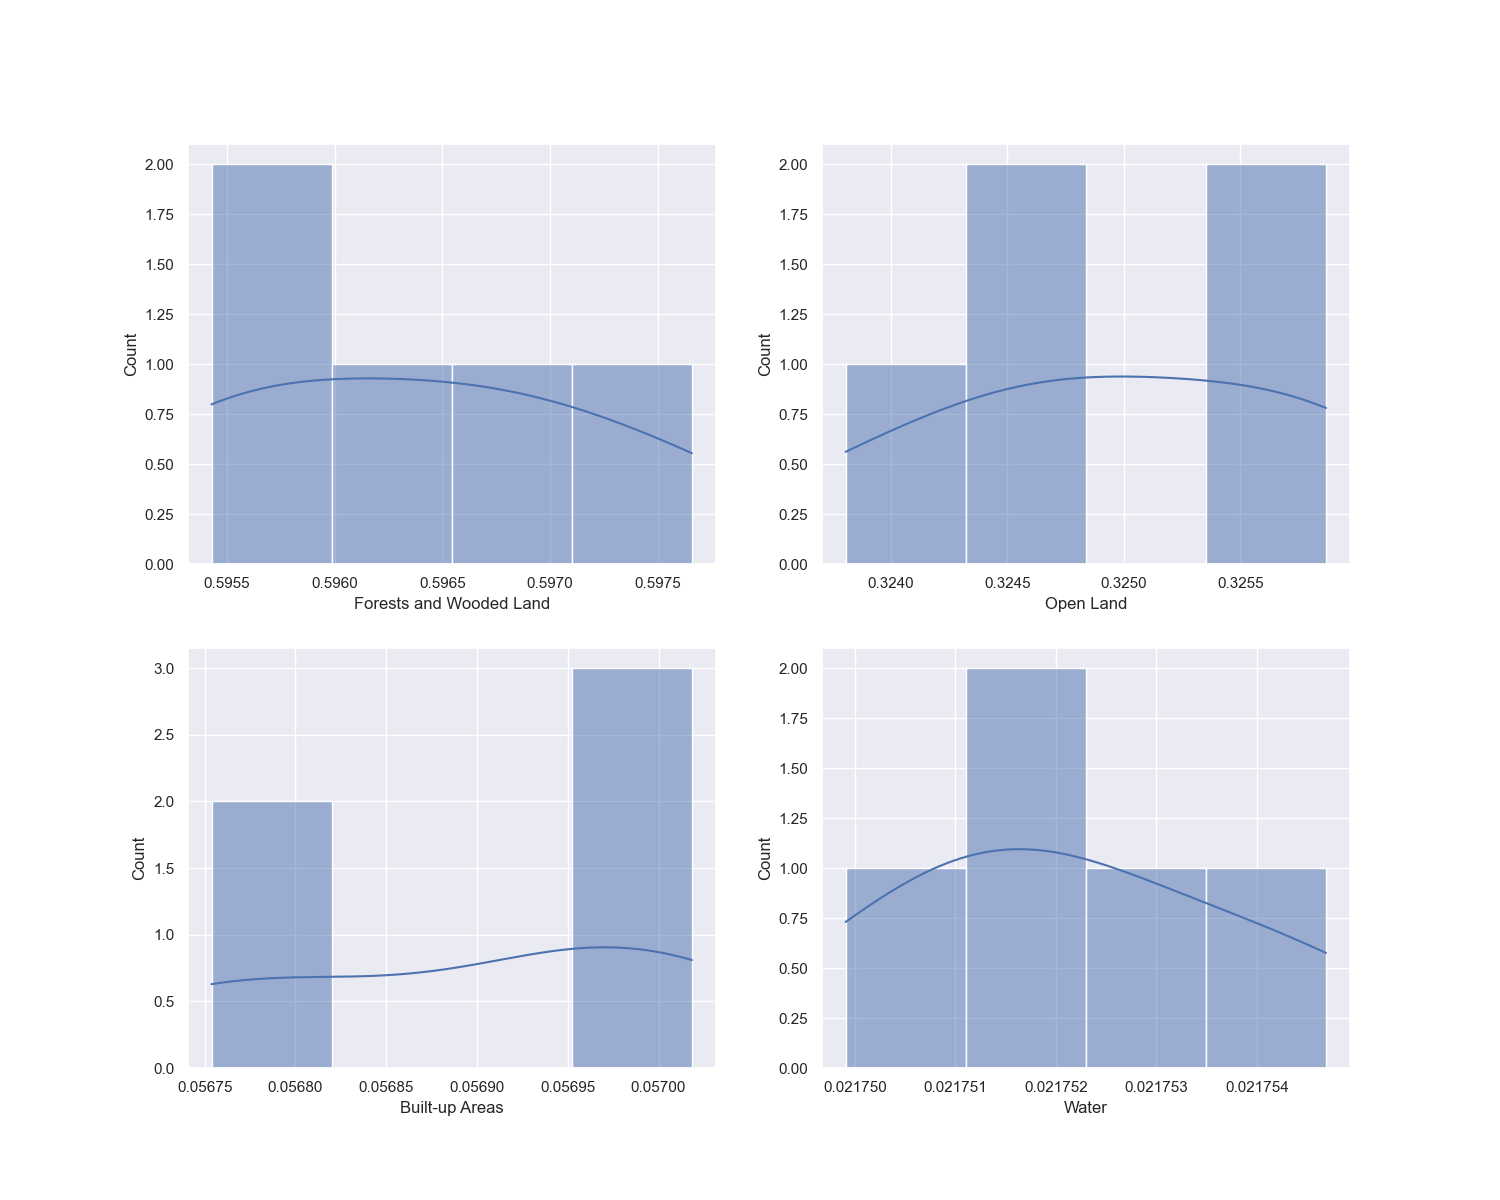 2.00
1.75
1.50
1.25
1.00
0.75
0.50
0.25
0.00
Count
0.5955 0.5960 0.5965 0.5970 0.5975
Forests and Wooded Land
2.00
1.75
1.50
1.25
1.00
0.75
0.50
0.25
0.00
Count
0.3240 0.3245 0.3250 0.3255
Open Land
3.0
2.5
2.0
1.5
1.0
0.5
0.0
Count
0.05675 0.05680 0.05685 0.05690 0.05695 0.05700
Built-up Areas
2.00
1.75
1.50
1.25
1.00
0.75
0.50
0.25
0.00
Count
0.021750 0.021751 0.021752 0.021753 0.021754
Water